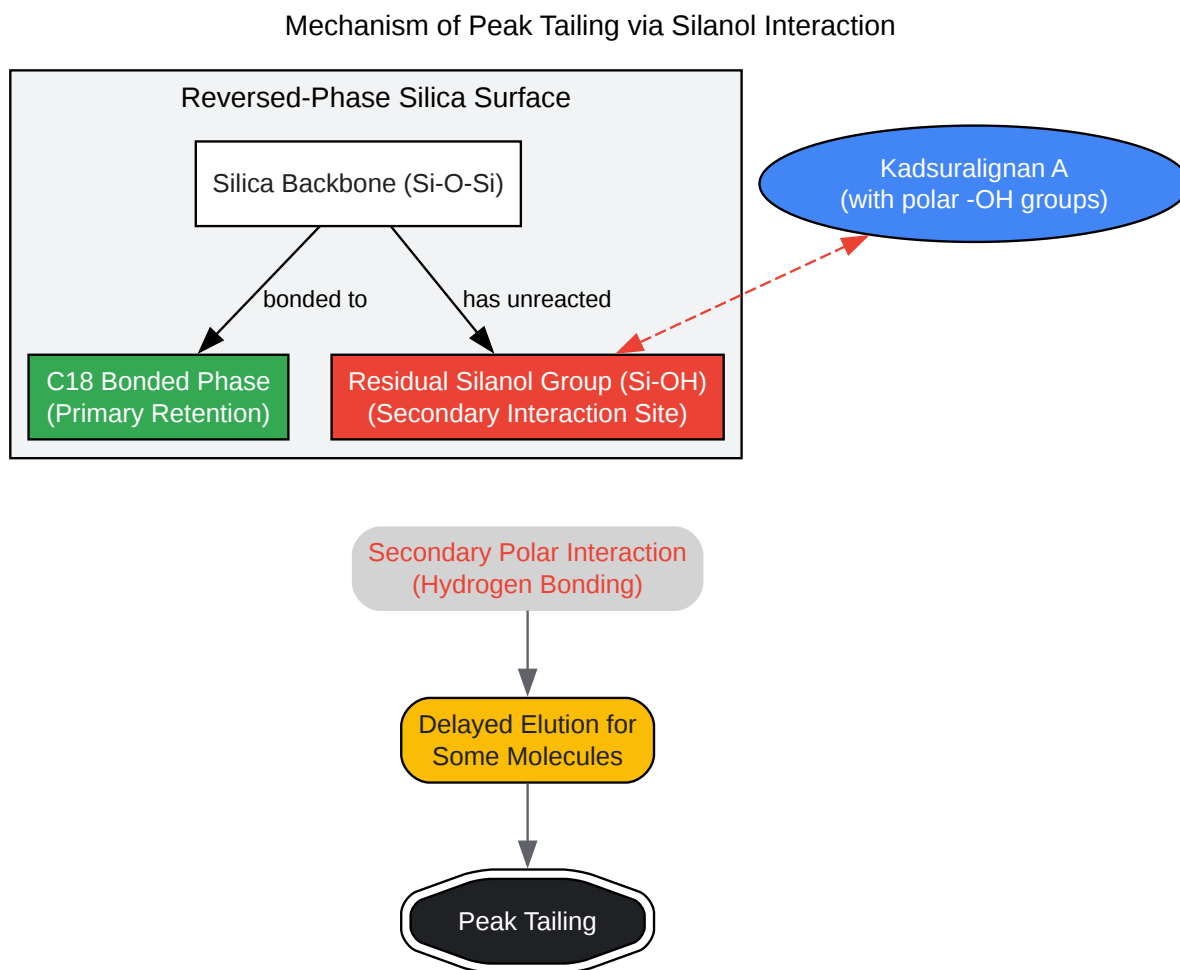 Mechanism of Peak Tailing via Silanol Interaction
Reversed-Phase Silica Surface
Silica Backbone (Si-O-Si)
Kadsuralignan A
(with polar -OH groups)
bonded to
has unreacted
C18 Bonded Phase
(Primary Retention)
Residual Silanol Group (Si-OH)
(Secondary Interaction Site)
Secondary Polar Interaction
(Hydrogen Bonding)
Delayed Elution for
Some Molecules
Peak Tailing